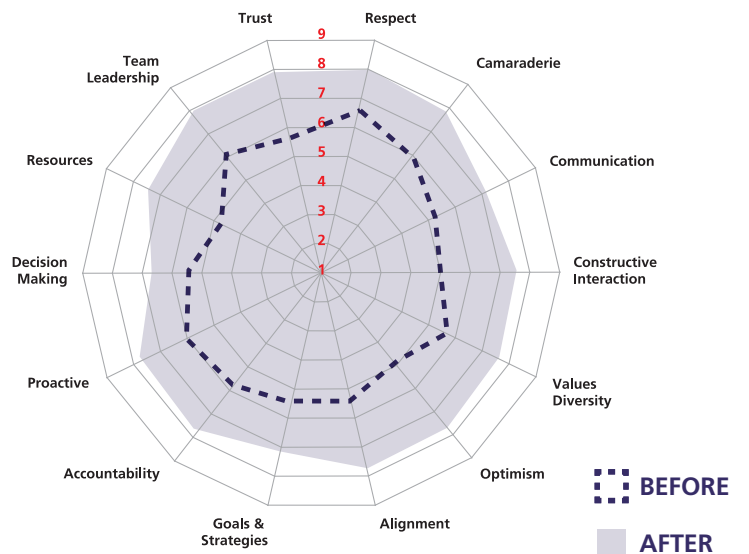 Trust
Respect
Team
Leadership
Camaraderie
Resources
Communication
Decision
Making
Constructive
Interaction
Proactive
Values
Diversity
Accountability
Optimism
Goals &
Strategies
Alignment
9
8
7
6
5
4
3
2
1
BEFORE
AFTER